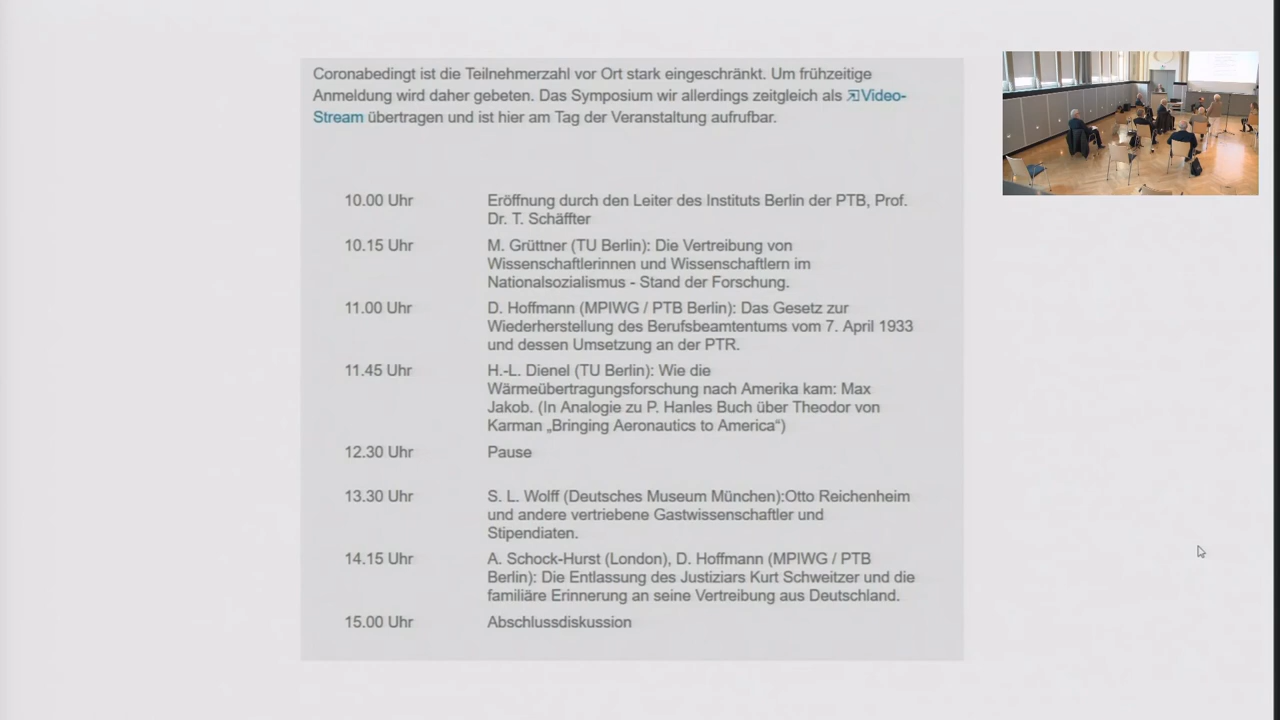 Coronabedingt ist die Teilnehmerzahl vor Ort stark eingeschränkt. Um frühzeitige
Anmeldung wird daher gebeten. Das Symposium wir allerdings zeitgleich als Video-
Stream übertragen und ist hier am Tag der Veranstaltung aufrufbar.
10.00 Uhr Eröffnung durch den Leiter des Instituts Berlin der PTB, Prof.
Dr. T. Schäffter
10.15 Uhr M. Grüttner (TU Berlin): Die Vertreibung von
Wissenschaftlerinnen und Wissenschaftlern im
Nationalsozialismus - Stand der Forschung.
11.00 Uhr D. Hoffmann (MPIWG / PTB Berlin): Das Gesetz zur
Wiederherstellung des Berufsbeamtentums vom 7. April 1933
und dessen Umsetzung an der PTR.
11.45 Uhr H.-L. Dienel (TU Berlin): Wie die
Wärmeübertragungsforschung nach Amerika kam: Max
Jakob. (In Analogie zu P. Hanles Buch über Theodor von
Karman „Bringing Aeronautics to America“)
12.30 Uhr Pause
13.30 Uhr S. L. Wolff (Deutsches Museum München):Otto Reichenheim
und andere vertriebene Gastwissenschaftler und
Stipendiaten.
14.15 Uhr A. Schock-Hurst (London), D. Hoffmann (MPIWG / PTB
Berlin): Die Entlassung des Justiziars Kurt Schweitzer und die
familiäre Erinnerung an seine Vertreibung aus Deutschland.
15.00 Uhr Abschlussdiskussion